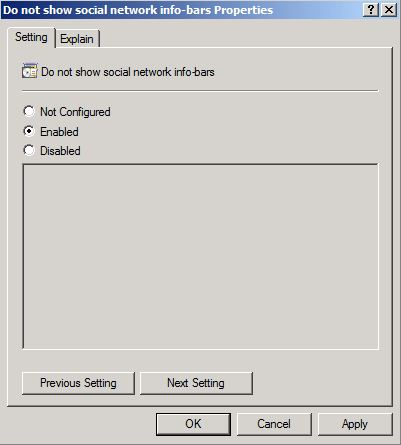 Do not show social network info-bars Properties
Setting
Explain
Do not show social network info-bars
Not Configured
Enabled
Disabled
Previous Setting
Next Setting
OK
Cancel
Apply